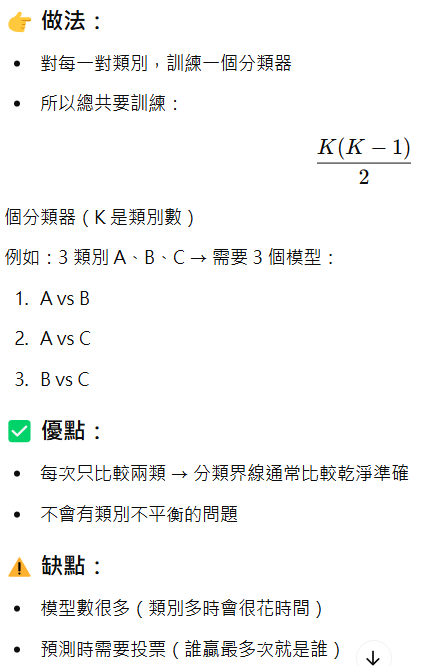 👉 做法：
• 對每一對類別，訓練一個分類器
• 所以總共要訓練：
K(K − 1)
2
個分類器（K 是類別數）
例如：3 類別 A、B、C → 需要 3 個模型：
1. A vs B
2. A vs C
3. B vs C
✅ 優點：
• 每次只比較兩類 → 分類界線通常比較乾淨準確
• 不會有類別不平衡的問題
⚠️ 缺點：
• 模型數很多（類別多時會很花時間）
• 預測時需要投票（誰贏最多次就是誰）